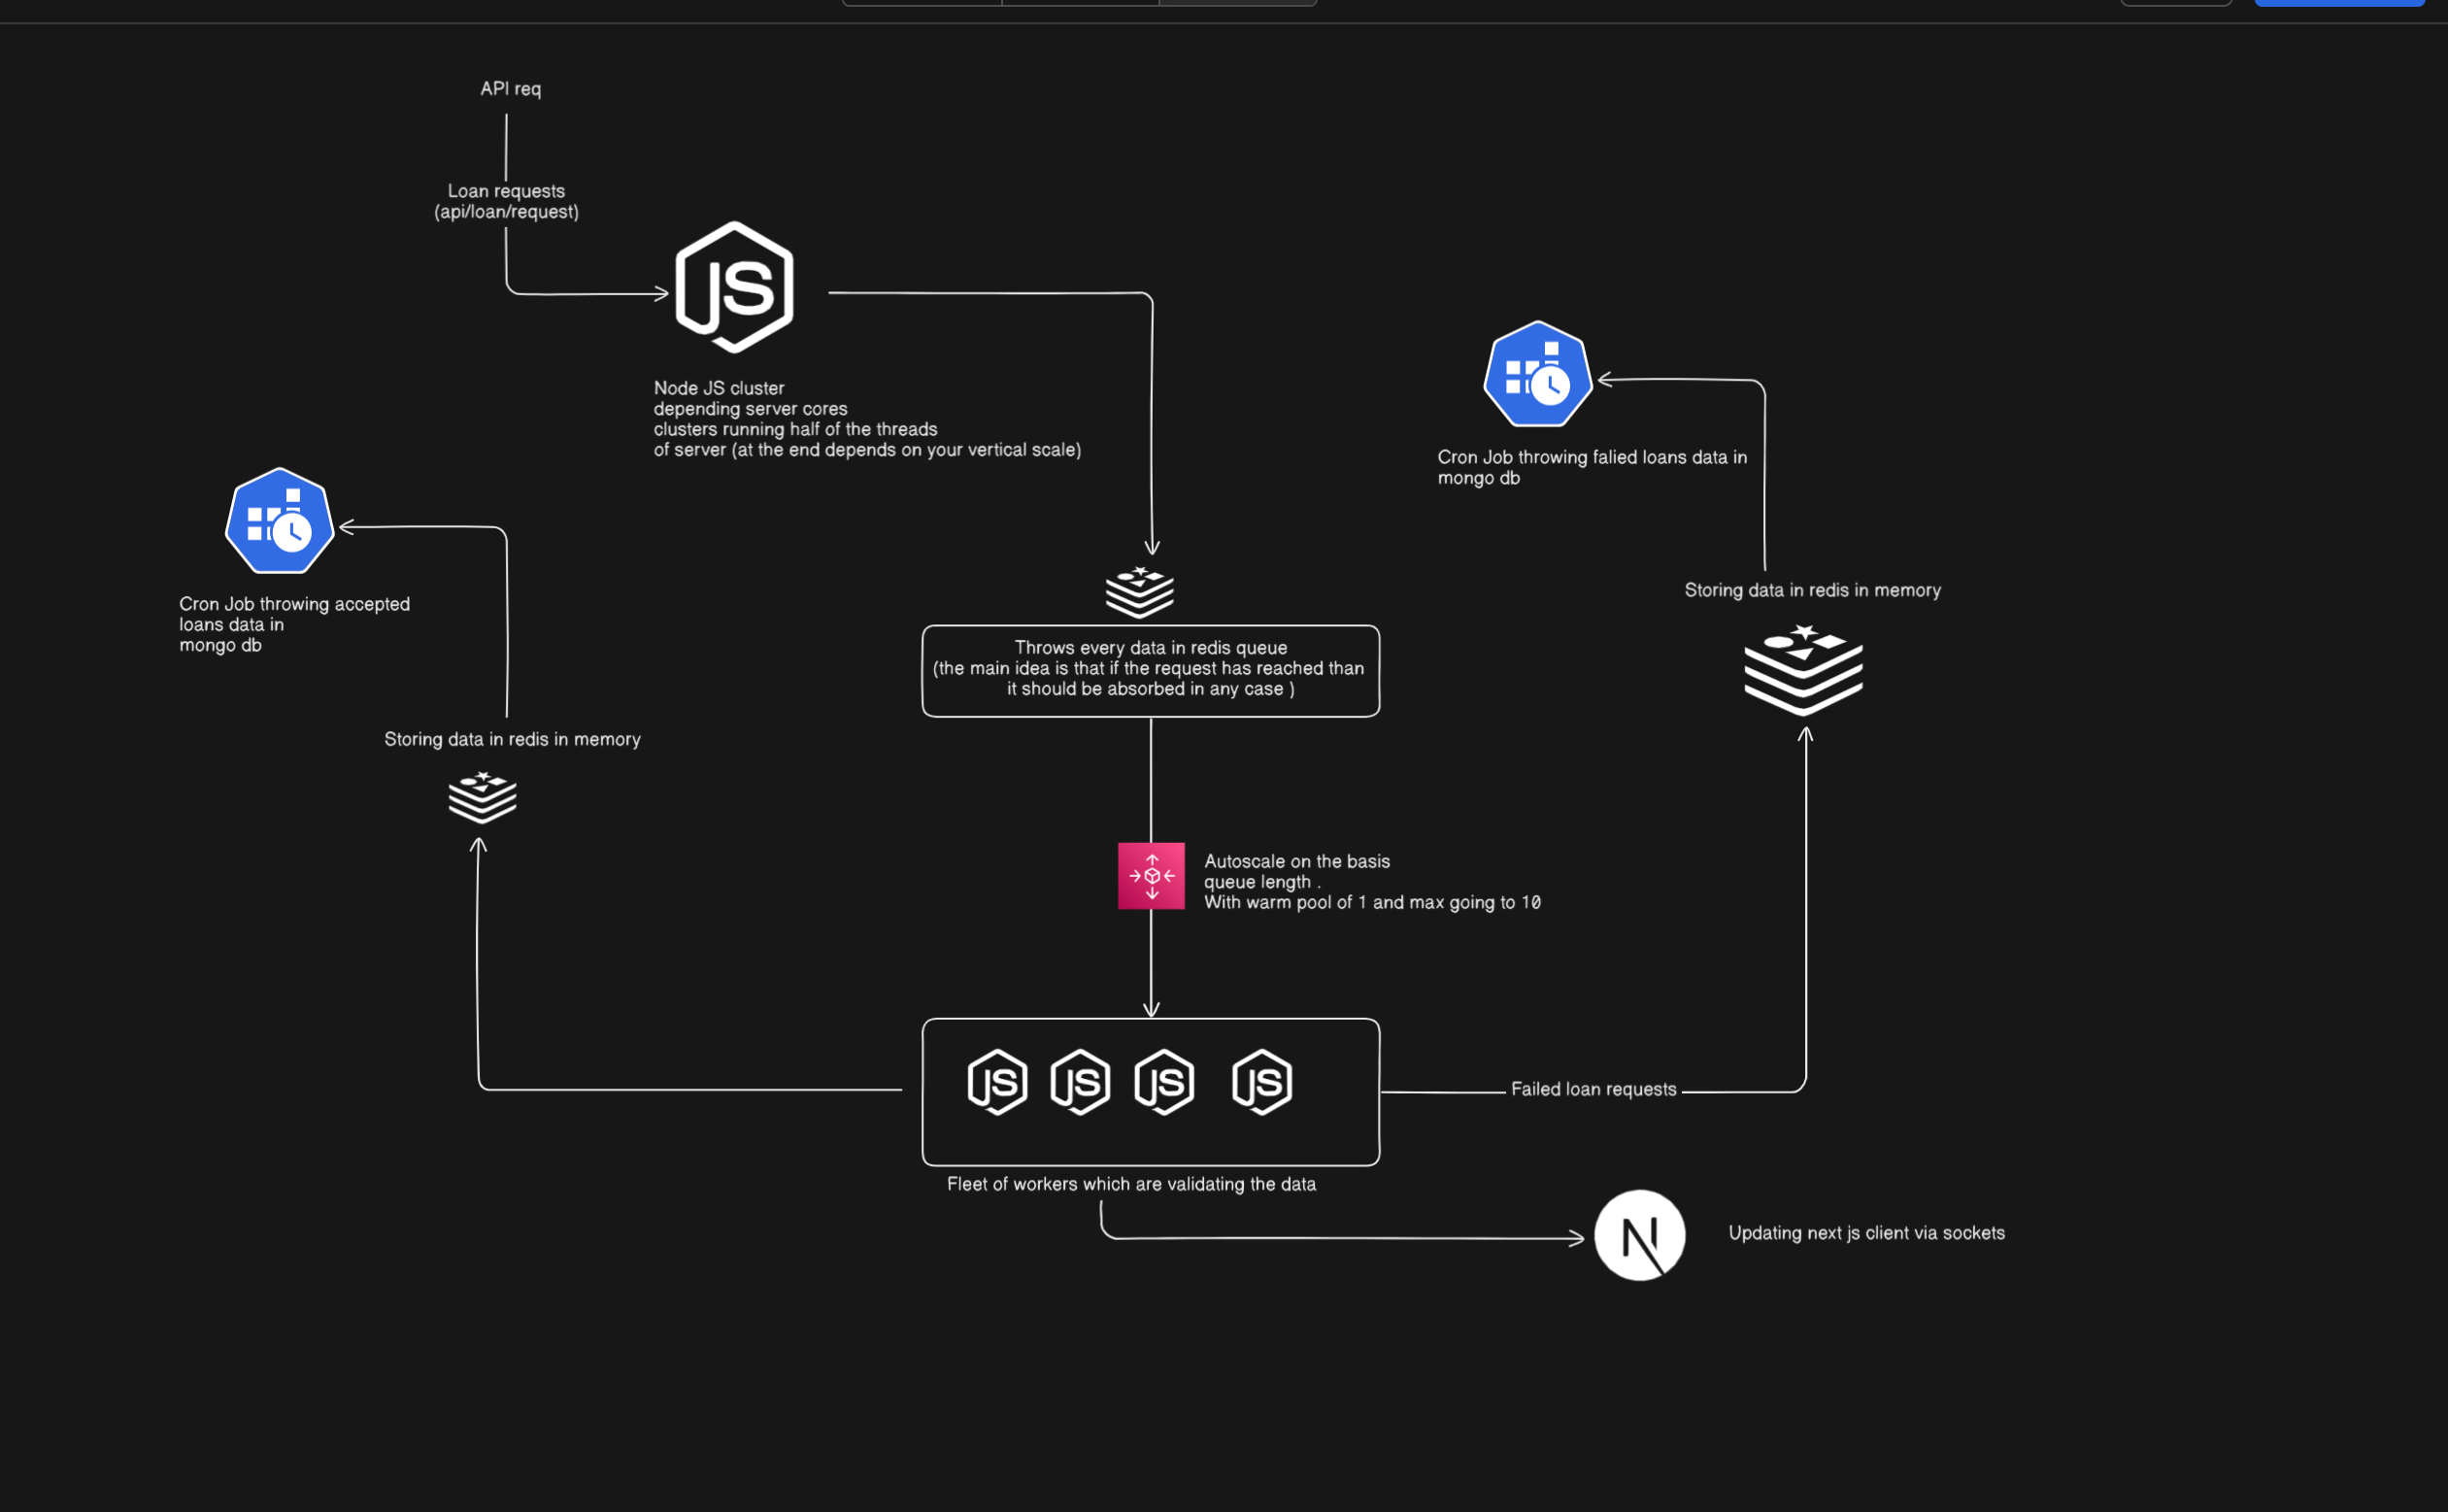 API req
Loan requests
(api/loan/request)
JS
Node JS cluster
depending server cores
clusters running half of the threads
of server (at the end depends on your vertical scale)
Cron Job throwing falied loans data in
mongo db
Cron Job throwing accepted
loans data in
mongo db
Storing data in redis in memory
Throws every data in redis queue
(the main idea is that if the request has reached than
it should be absorbed in any case )
Storing data in redis in memory
Autoscale on the basis
queue length .
With warm pool of 1 and max going to 10
JS JS JS JS
Failed loan requests
Fleet of workers which are validating the data
N
Updating next js client via sockets